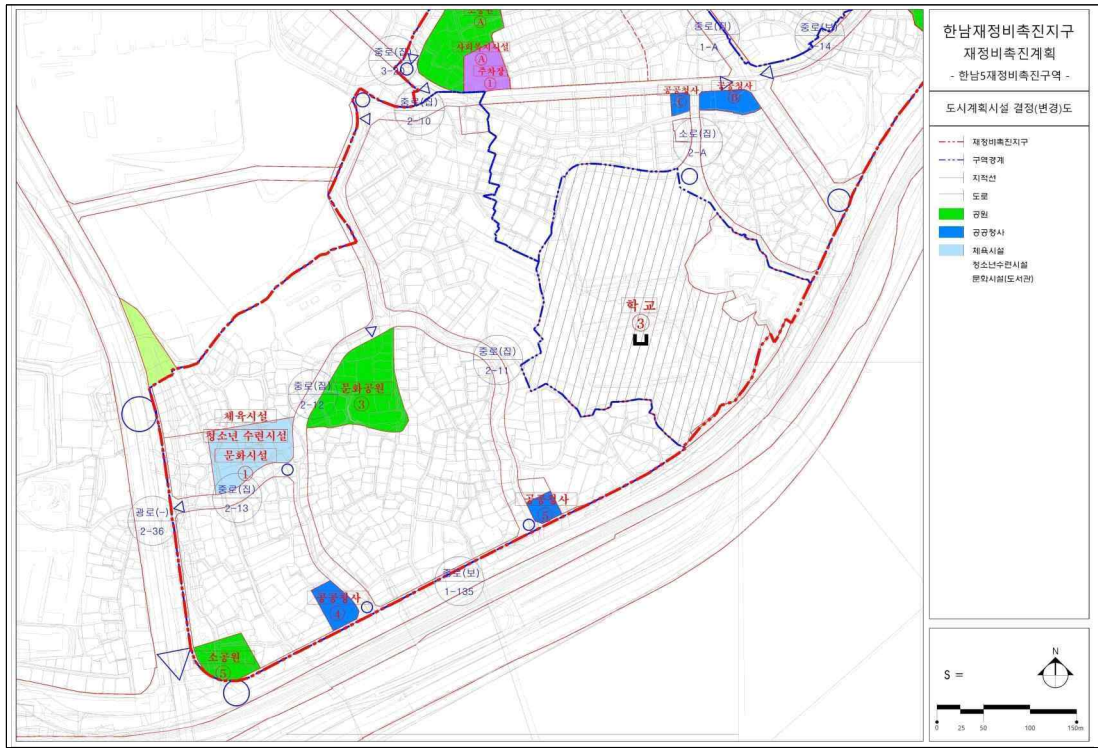 한남재정비촉진지구
재정비촉진계획
- 한남5재정비촉진구역 -
도시계획시설 결정(변경)도
재정비촉진지구
구역경계
지적선
도로
공원
공공청사
체육시설
청소년수련시설
문화시설(도서관)
S =
N
0 25 50 100 150m
Ⓐ
사회복지시설
Ⓐ
주차장
①
중로(집)
3-20
중로(집)
2-10
중로(집)
1-A
중로(보)
1-14
공공청사
공공청사
소로(집)
2-A
학교
③
중로(집)
2-11
중로(집)
2-12
문화공원
③
체육시설
청소년 수련시설
문화시설
①
중로(집)
2-13
광로(-)
2-36
공공청사
중로(보)
1-135
공공청사
④
소공원
⑤